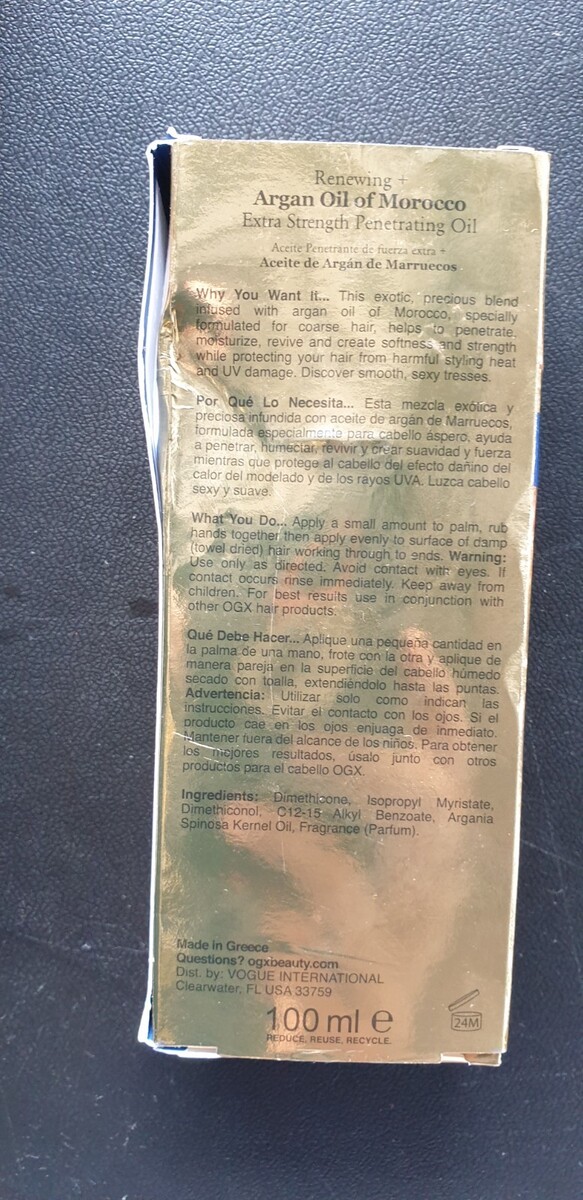 Renewing +
Argan Oil of Morocco
Extra Strength Penetrating Oil
Aceite Penetrante de fuerza extra +
Aceite de Argán de Marruecos
Why You Want It... This exotic, precious blend
infused with argan oil of Morocco, specially
formulated for coarse hair, helps to penetrate,
moisturize, revive and create softness and strength
while protecting your hair from harmful styling heat
and UV damage. Discover smooth, sexy tresses.
Por Qué Lo Necesita... Esta mezcla exótica y
preciosa infundida con aceite de argán de Marruecos,
formulada especialmente para cabello áspero, ayuda
a penetrar, humectar, revivir y crear suavidad y fuerza
mientras que protege al cabello del efecto dañino del
calor del modelado y de los rayos UVA. Luzca cabello
sexy y suave.
What You Do... Apply a small amount to palm, rub
hands together then apply evenly to surface of damp
(towel dried) hair working through to ends. Warning:
Use only as directed. Avoid contact with eyes. If
contact occurs rinse immediately. Keep away from
children. For best results use in conjunction with
other OGX hair products.
Qué Debe Hacer... Aplique una pequeña cantidad en
la palma de una mano, frote con la otra y aplique de
manera pareja en la superficie del cabello húmedo
secado con toalla, extendiéndolo hasta las puntas.
Advertencia: Utilizar solo como indican las
instrucciones. Evitar el contacto con los ojos. Si el
producto cae en los ojos enjuaga de inmediato.
Mantener fuera del alcance de los niños. Para obtener
los mejores resultados, úsalo junto con otros
productos para el cabello OGX.
Ingredients: Dimethicone, Isopropyl Myristate,
Dimethiconol, C12-15 Alkyl Benzoate, Argania
Spinosa Kernel Oil, Fragrance (Parfum).
Made in Greece
Questions? ogxbeauty.com
Dist. by: VOGUE INTERNATIONAL
Clearwater, FL USA 33759
100 ml e
24M
REDUCE. REUSE. RECYCLE.